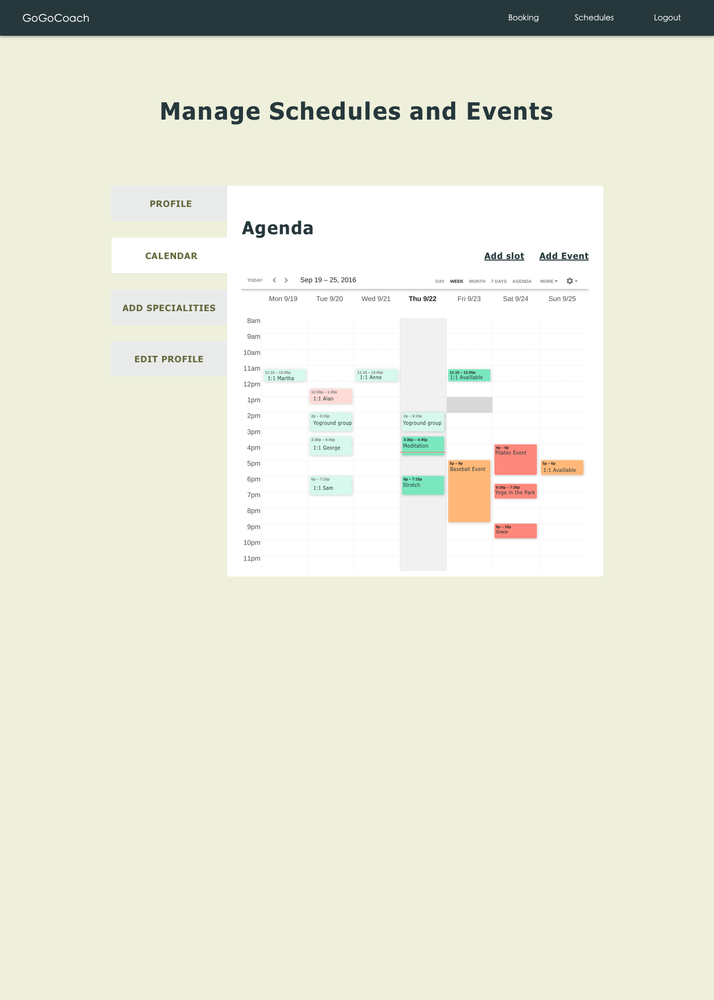 GoGoCoach Booking Schedules Logout
Manage Schedules and Events
PROFILE
CALENDAR
ADD SPECIALITIES
EDIT PROFILE
Agenda
Add slot Add Event
TODAY Sep 19 – 25, 2016 DAY WEEK MONTH 7 DAYS AGENDA MORE
Mon 9/19 Tue 9/20 Wed 9/21 Thu 9/22 Fri 9/23 Sat 9/24 Sun 9/25
8am
9am
10am
11am
12pm
1pm
2pm
3pm
4pm
5pm
6pm
7pm
8pm
9pm
10pm
11pm
11:15 – 12:05p
1:1 Martha
12:30p – 1:30p
1:1 Alan
2p – 3:15p
Yoground group
3:30p – 4:45p
1:1 George
6p – 7:15p
1:1 Sam
11:15 – 12:05p
1:1 Anne
2p – 3:15p
Yoground group
3:30p – 4:45p
Meditation
6p – 7:15p
Stretch
11:15 – 12:05p
1:1 Availlable
5p – 9p
Baseball Event
4p – 6p
Pilates Event
6:30p – 7:30p
Yoga in the Park
9p – 10p
Grace
5p – 6p
1:1 Availlable